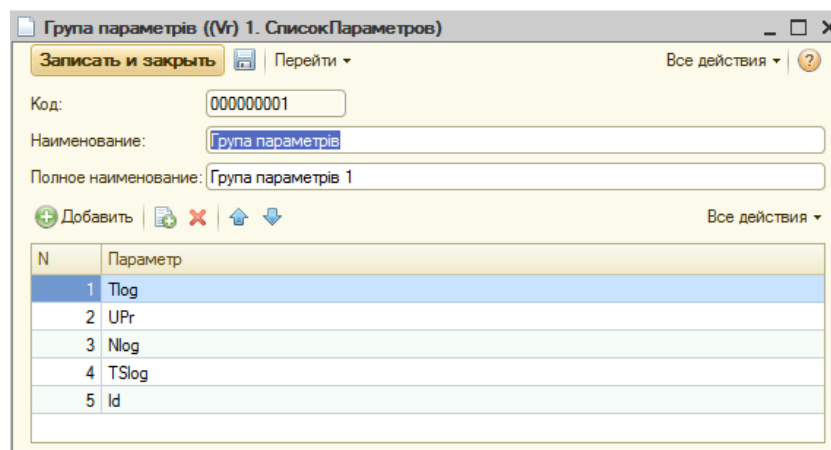 Група параметрів ((Vr) 1. СписокПараметров)
Записать и закрыть Перейти Все действия ?
Код: 000000001
Наименование: Група параметрів
Полное наименование: Група параметрів 1
Добавить Все действия
N Параметр
1 Tlog
2 UPr
3 Nlog
4 TSlog
5 Id